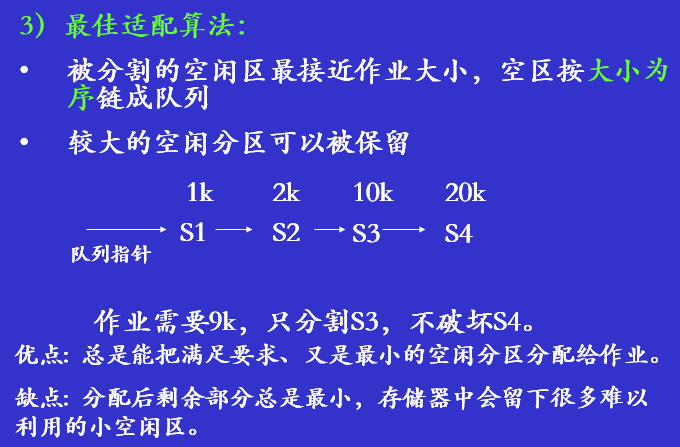 3）最佳适配算法：
• 被分割的空闲区最接近作业大小，空区按大小为
序链成队列
• 较大的空闲分区可以被保留
1k 2k 10k 20k
S1 S2 S3 S4
队列指针
作业需要9k，只分割S3，不破坏S4。
优点：总是能把满足要求、又是最小的空闲分区分配给作业。
缺点：分配后剩余部分总是最小，存储器中会留下很多难以
利用的小空闲区。